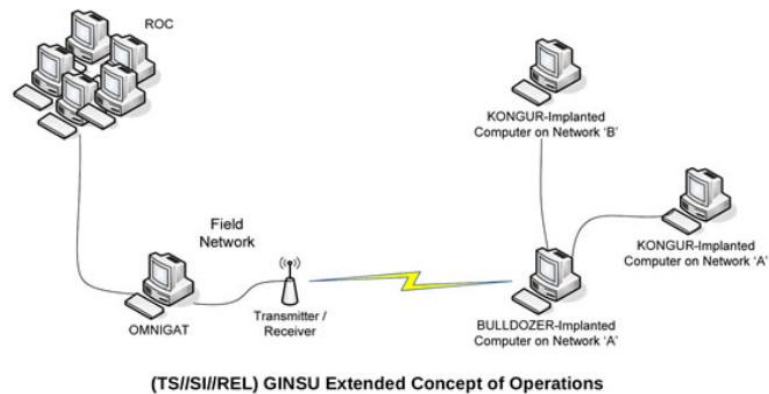 ROC
KONGUR-Implanted
Computer on Network 'B'
KONGUR-Implanted
Computer on Network 'A'
Field
Network
OMNIGAT
Transmitter /
Receiver
BULLDOZER-Implanted
Computer on Network 'A'
(TS//SI//REL) GINSU Extended Concept of Operations